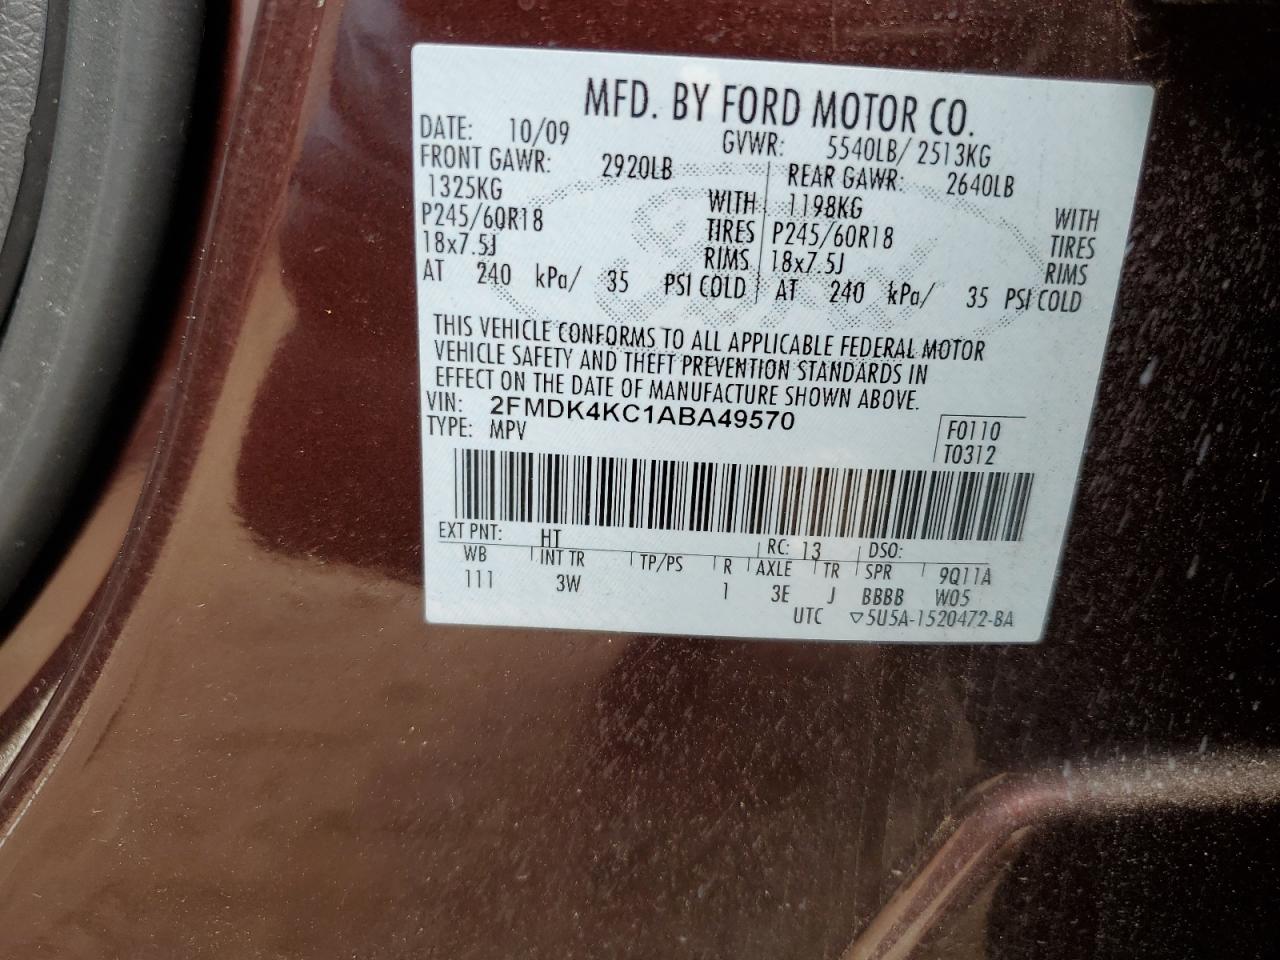 MFD. BY FORD MOTOR CO.
DATE: 10/09 GVWR: 5540LB/ 2513KG
FRONT GAWR: 2920LB REAR GAWR: 2640LB
1325KG WITH 1198KG WITH
P245/60R18 TIRES P245/60R18 TIRES
18x7.5J RIMS 18x7.5J RIMS
AT 240 kPa/ 35 PSI COLD AT 240 kPa/ 35 PSI COLD
THIS VEHICLE CONFORMS TO ALL APPLICABLE FEDERAL MOTOR
VEHICLE SAFETY AND THEFT PREVENTION STANDARDS IN
EFFECT ON THE DATE OF MANUFACTURE SHOWN ABOVE.
VIN: 2FMDK4KC1ABA49570
TYPE: MPV F0110
T0312
EXT PNT: HT RC: 13 DSO:
WB INT TR TP/PS R AXLE TR SPR 9Q11A
111 3W 1 3E J BBBB W05
UTC ▽5U5A-1520472-BA